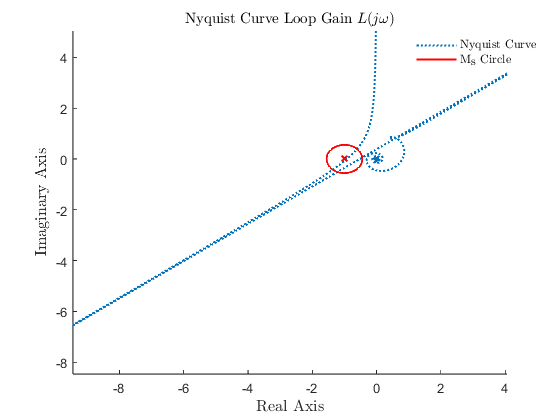 Nyquist Curve Loop Gain L(jω)
Nyquist Curve
Ms Circle
Imaginary Axis
4
2
0
-2
-4
-6
-8
-8
-6
-4
-2
0
2
4
Real Axis